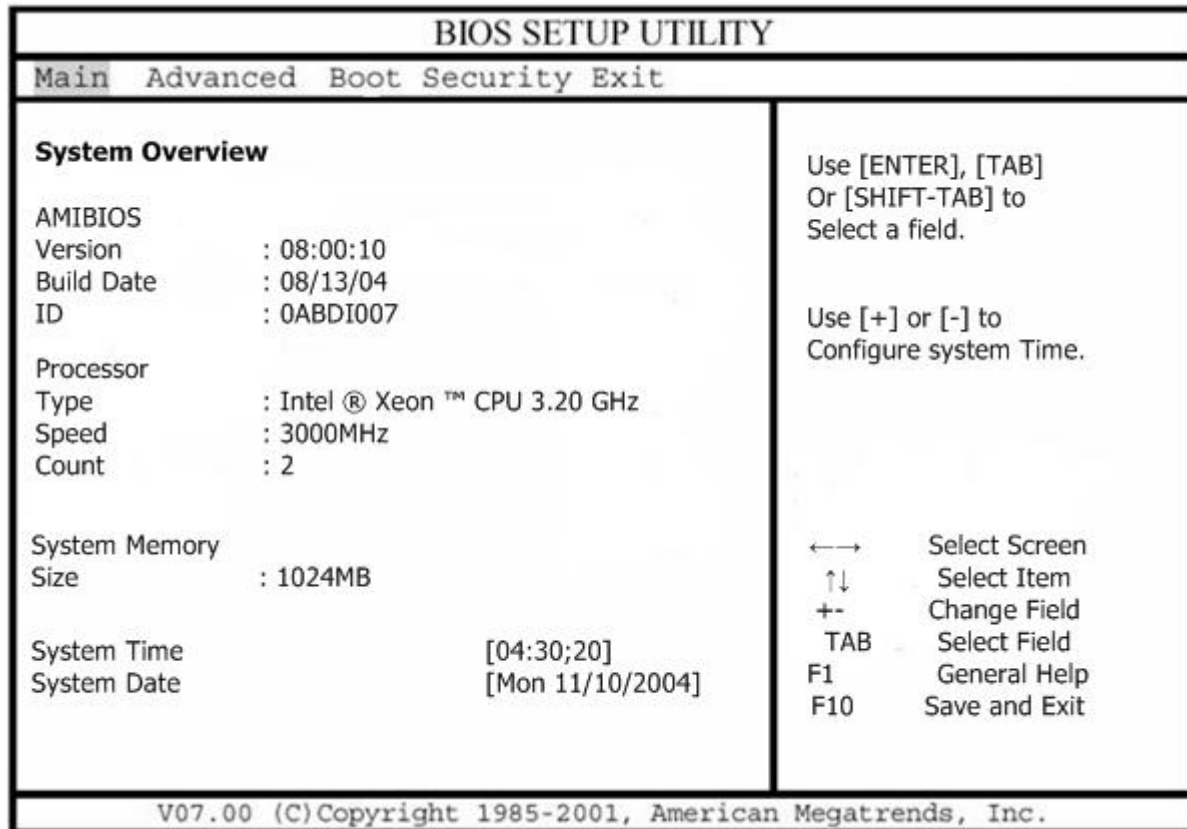 BIOS SETUP UTILITY
Main Advanced Boot Security Exit
System Overview
AMIBIOS
Version : 08:00:10
Build Date : 08/13/04
ID : 0ABDI007
Processor
Type : Intel ® Xeon ™ CPU 3.20 GHz
Speed : 3000MHz
Count : 2
System Memory
Size : 1024MB
System Time [04:30;20]
System Date [Mon 11/10/2004]
Use [ENTER], [TAB]
Or [SHIFT-TAB] to
Select a field.
Use [+] or [-] to
Configure system Time.
←→ Select Screen
↑↓ Select Item
+- Change Field
TAB Select Field
F1 General Help
F10 Save and Exit
V07.00 (C)Copyright 1985-2001, American Megatrends, Inc.